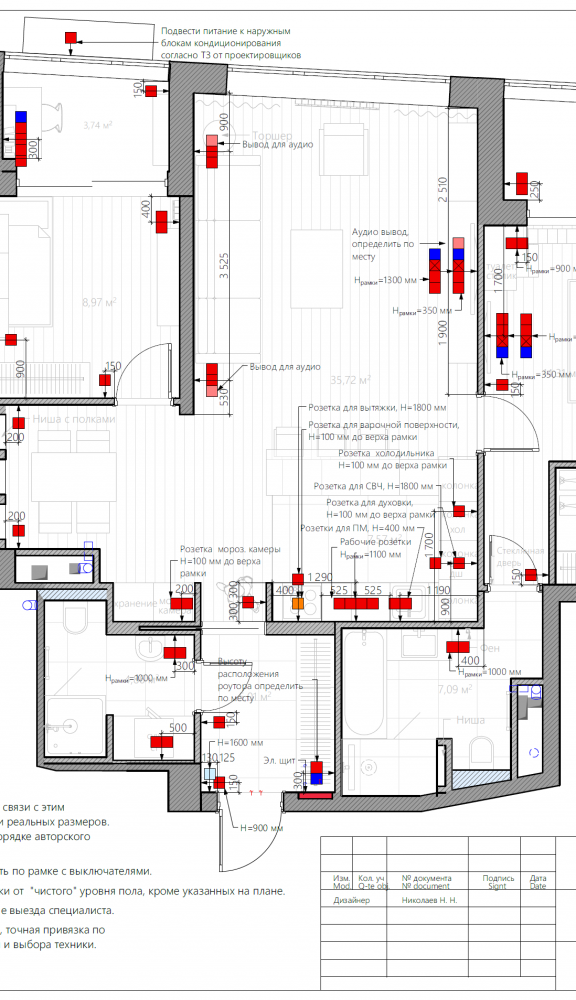 Подвести питание к наружным
блокам кондиционирования
согласно ТЗ от проектировщиков
150
3,74 м²
300
900
Торшер
Вывод для аудио
2 510
250
400
Аудио вывод,
определить по
месту
150
Hрамки=900 м
Hрамки=1300 мм
1 700
3 525
8,97 м²
Hрамки=350 мм
1 900
H
Hрамки=350 мм
150
900
150
Вывод для аудио
35,72 м²
530
Розетка для вытяжки, H=1800 мм
Ниша с полками
Розетка для варочной поверхности,
H=100 мм до верха рамки
200
Розетка холодильника
H=100 мм до верха рамки
Розетка для СВЧ, H=1800 мм
колонка
Розетка для духовки,
H=100 мм до верха рамки
200
Розетки для ПМ, H=400 мм
Рабочие розетки
Hрамки=1100 мм
1 700
Розетка мороз. камеры
H=100 мм до верха
рамки
Стеклянная
дверь
150
200
300
300
1 290
400
525
525
1 190
900
колонка
Фен
400
Hрамки=1000 мм
300
Hрамки=1000 мм
Высоту
расположения
роутора определить
по месту
7,09 м²
Ниша
500
150
H=1600 мм
130,125
Эл. щит
300
150
H=900 мм
связи с этим
и реальных размеров.
орядке авторского
ть по рамке с выключателями.
ки от "чистого" уровня пола, кроме указанных на плане.
е выезда специалиста.
, точная привязка по
и выбора техники.
Изм. Кол. уч № документа Подпись Дата
Mod. Q-te obj. № document Signt Date
Дизайнер Николаев Н. Н.